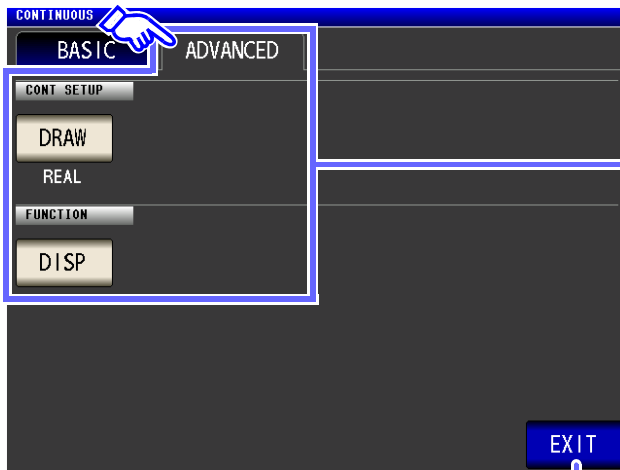 CONTINUOUS
BASIC ADVANCED
CONT SETUP
DRAW
REAL
FUNCTION
DISP
EXIT